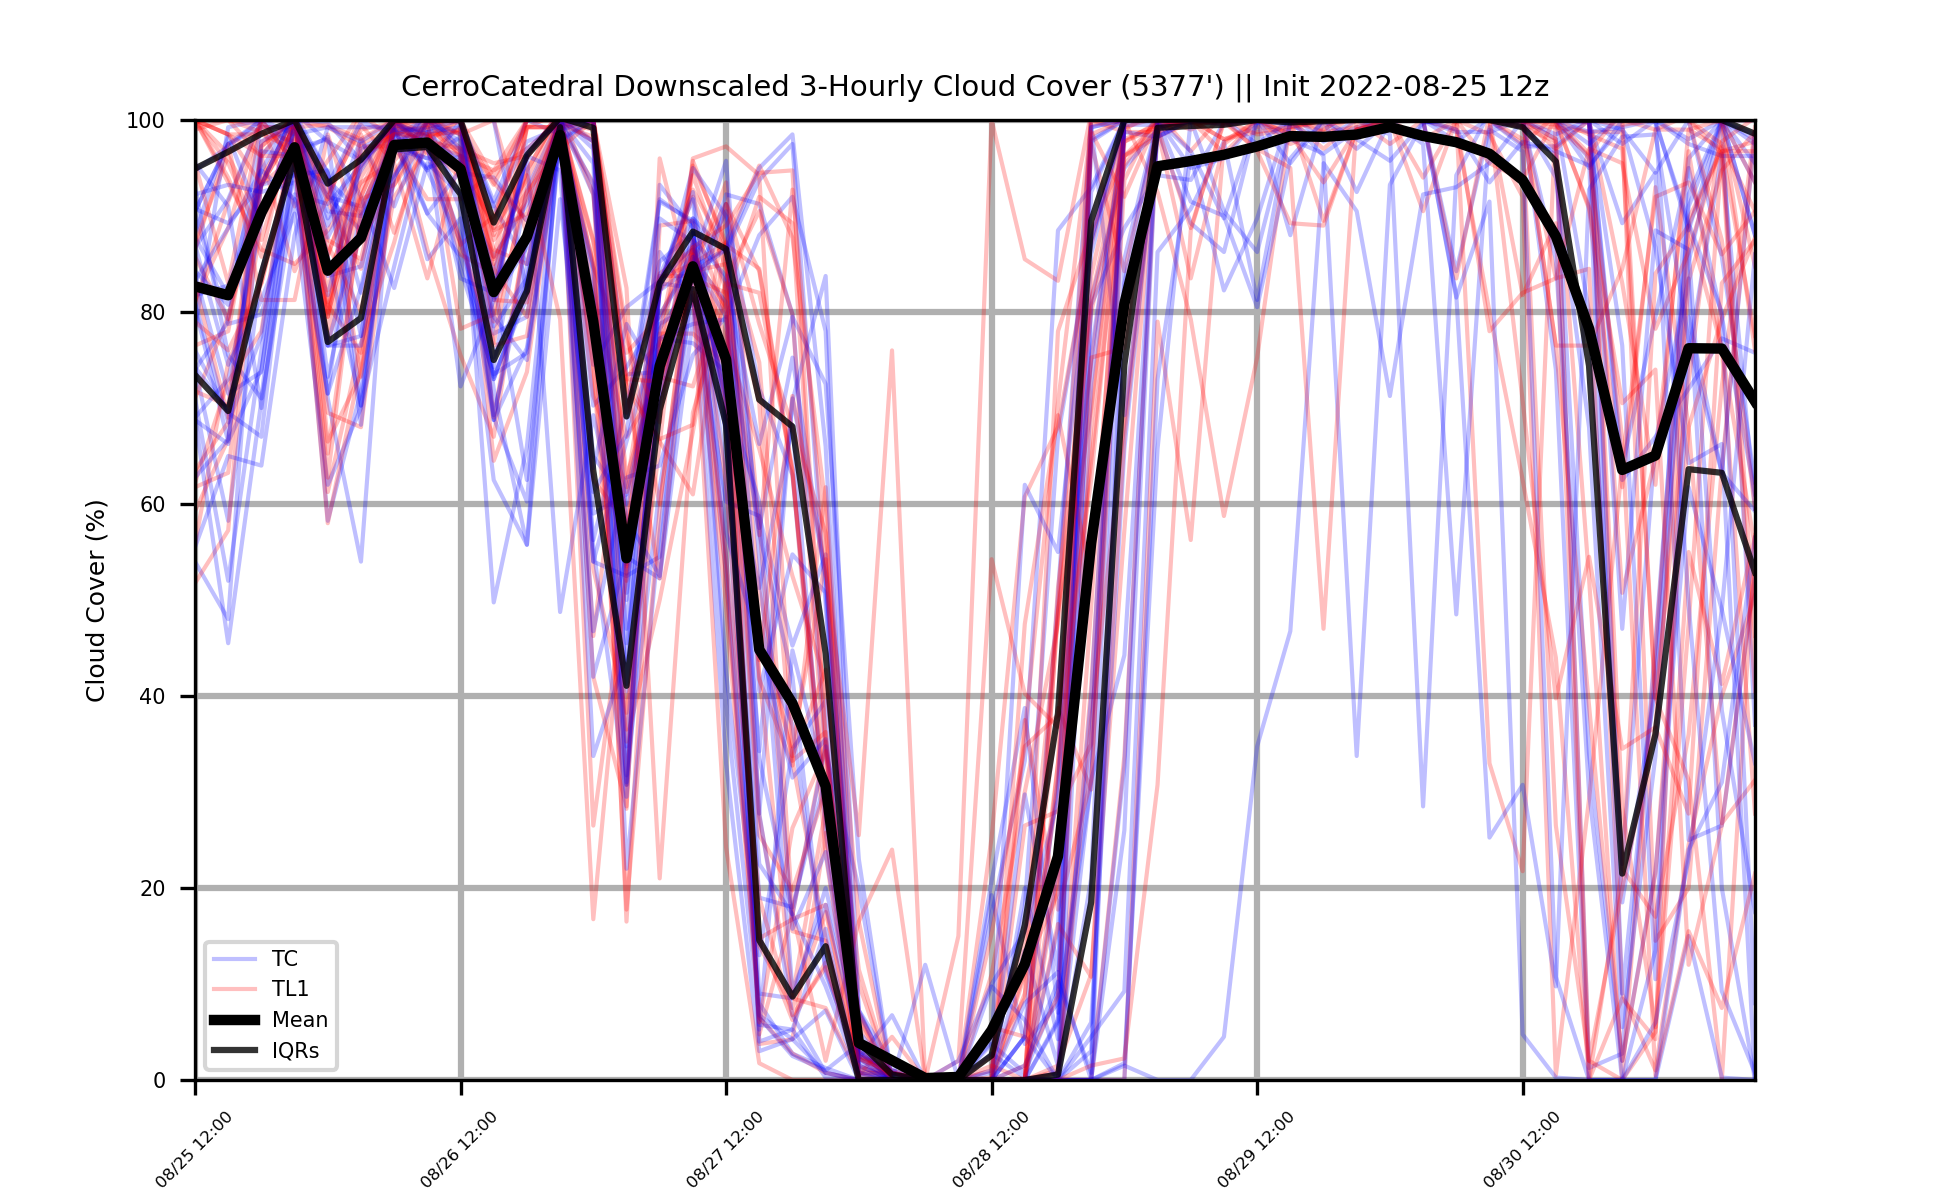 CerroCatedral Downscaled 3-Hourly Cloud Cover (5377') || Init 2022-08-25 12z
Cloud Cover (%)
100
80
60
40
20
0
TC
TL1
Mean
IQRs
08/25 12:00
08/26 12:00
08/27 12:00
08/28 12:00
08/29 12:00
08/30 12:00